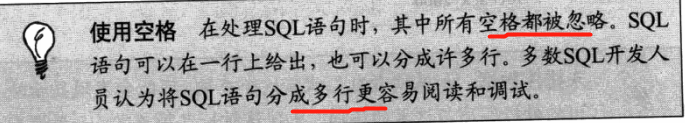 使用空格 在处理SQL语句时，其中所有空格都被忽略。SQL
语句可以在一行上给出，也可以分成许多行。多数SQL开发人
员认为将SQL语句分成多行更容易阅读和调试。